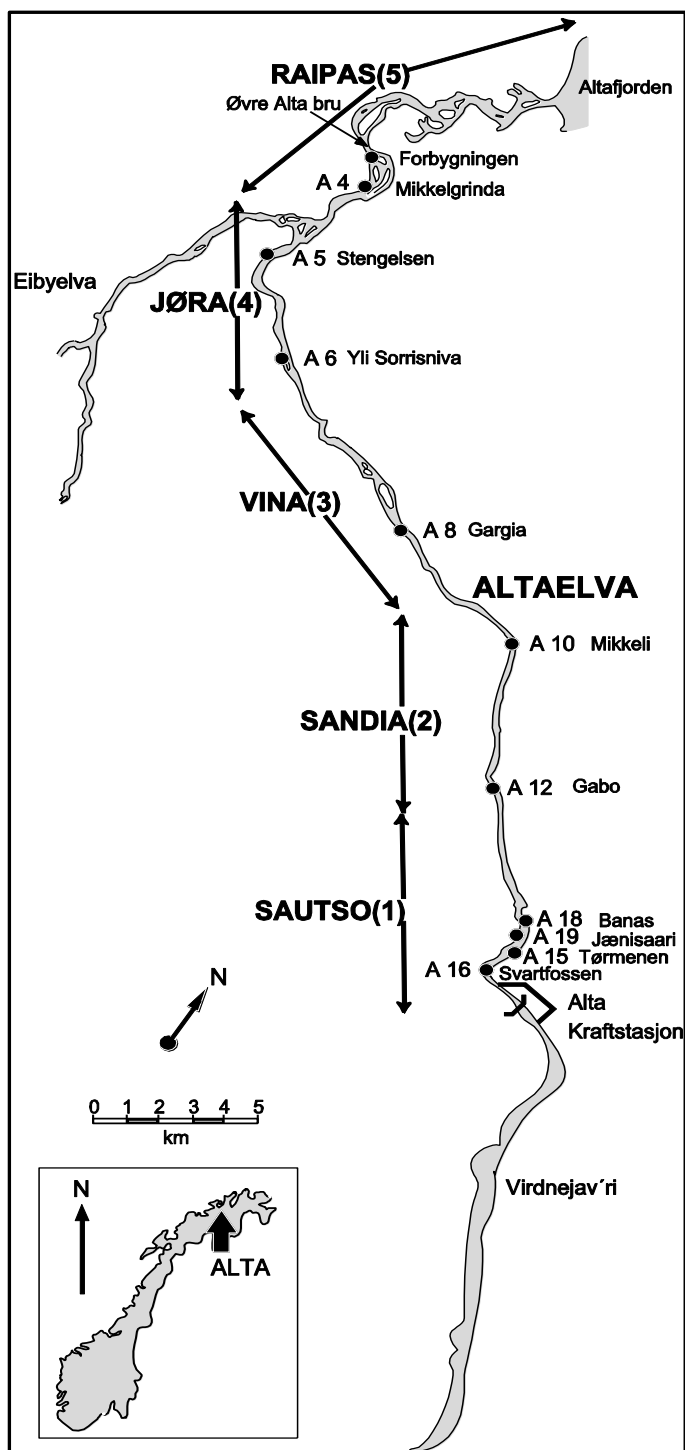 RAIPAS(5)
Altafjorden
Øvre Alta bru
Forbygningen
A 4
Mikkelgrinda
A 5 Stengelsen
Eibyelva
JØRA(4)
A 6 Yli Sorrisniva
VINA(3)
A 8 Gargia
ALTAELVA
A 10 Mikkeli
SANDIA(2)
A 12 Gabo
SAUTSO(1)
A 18 Banas
A 19 Jænisaari
A 15 Tørmenen
A 16 Svartfossen
Alta
Kraftstasjon
N
0 1 2 3 4 5
km
Virdnejav´ri
N
ALTA